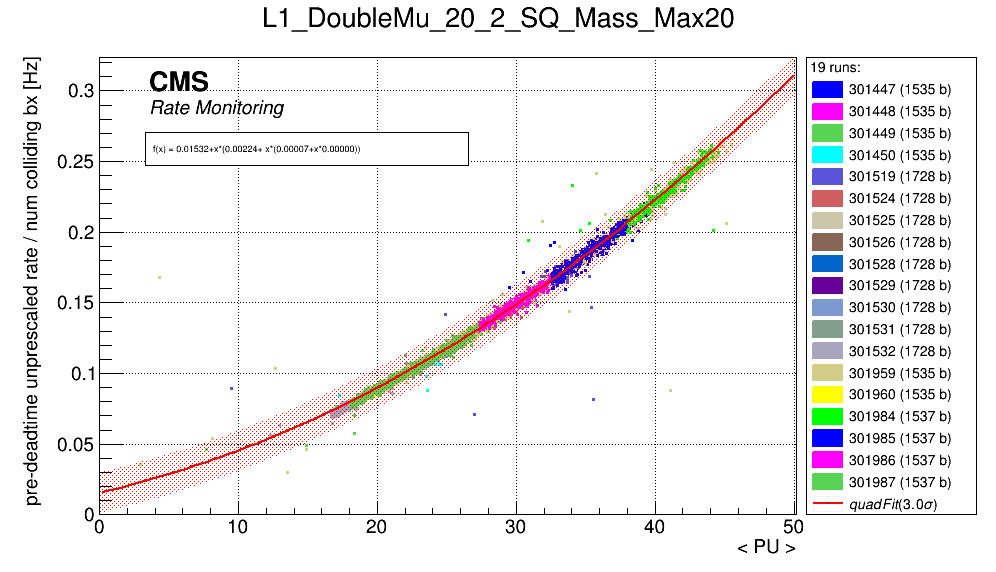 L1_DoubleMu_20_2_SQ_Mass_Max20
pre-deadtime unprescaled rate / num colliding bx [Hz]
CMS
Rate Monitoring
f(x) = 0.01532+x*(0.00224+ x*(0.00007+x*0.00000))
0.3
0.25
0.2
0.15
0.1
0.05
0
0
10
20
30
40
50
< PU >
19 runs:
301447 (1535 b)
301448 (1535 b)
301449 (1535 b)
301450 (1535 b)
301519 (1728 b)
301524 (1728 b)
301525 (1728 b)
301526 (1728 b)
301528 (1728 b)
301529 (1728 b)
301530 (1728 b)
301531 (1728 b)
301532 (1728 b)
301959 (1535 b)
301960 (1535 b)
301984 (1537 b)
301985 (1537 b)
301986 (1537 b)
301987 (1537 b)
quadFit(3.0σ)